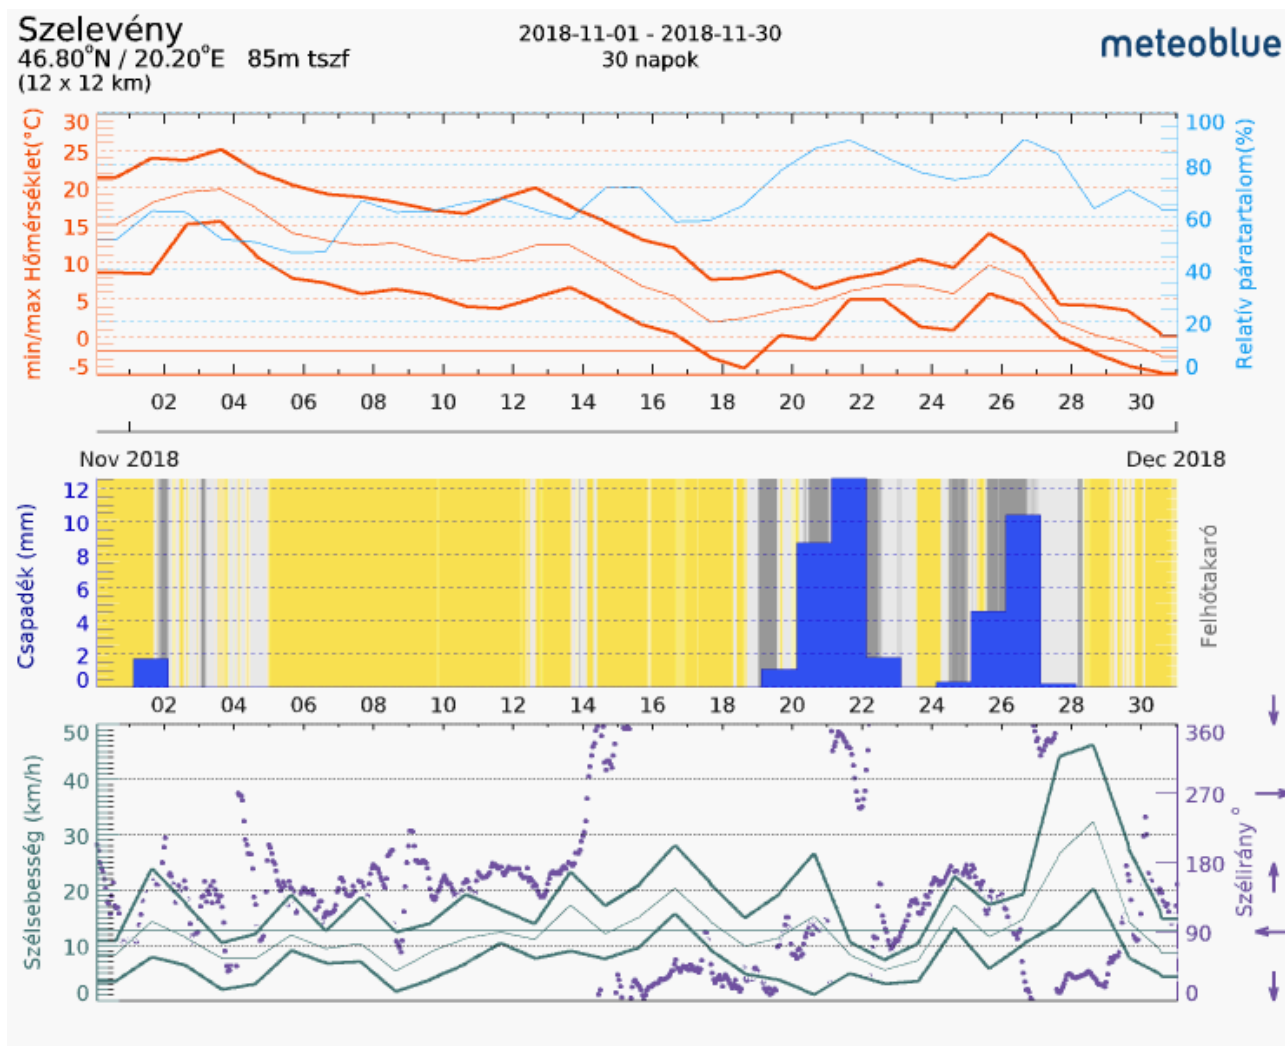 Szelevény
46.80°N / 20.20°E 85m tszf
(12 x 12 km)
2018-11-01 - 2018-11-30
30 napok
meteoblue
min/max Hőmérséklet(°C)
30
25
20
15
10
5
0
-5
100
80
60
40
20
0
Relatív páratartalom(%)
02 04 06 08 10 12 14 16 18 20 22 24 26 28 30
Nov 2018 Dec 2018
Csapadék (mm)
12
10
8
6
4
2
0
Felhőtakaró
02 04 06 08 10 12 14 16 18 20 22 24 26 28 30
Szélsebesség (km/h)
50
40
30
20
10
0
360
270
180
90
0
Szélirány °